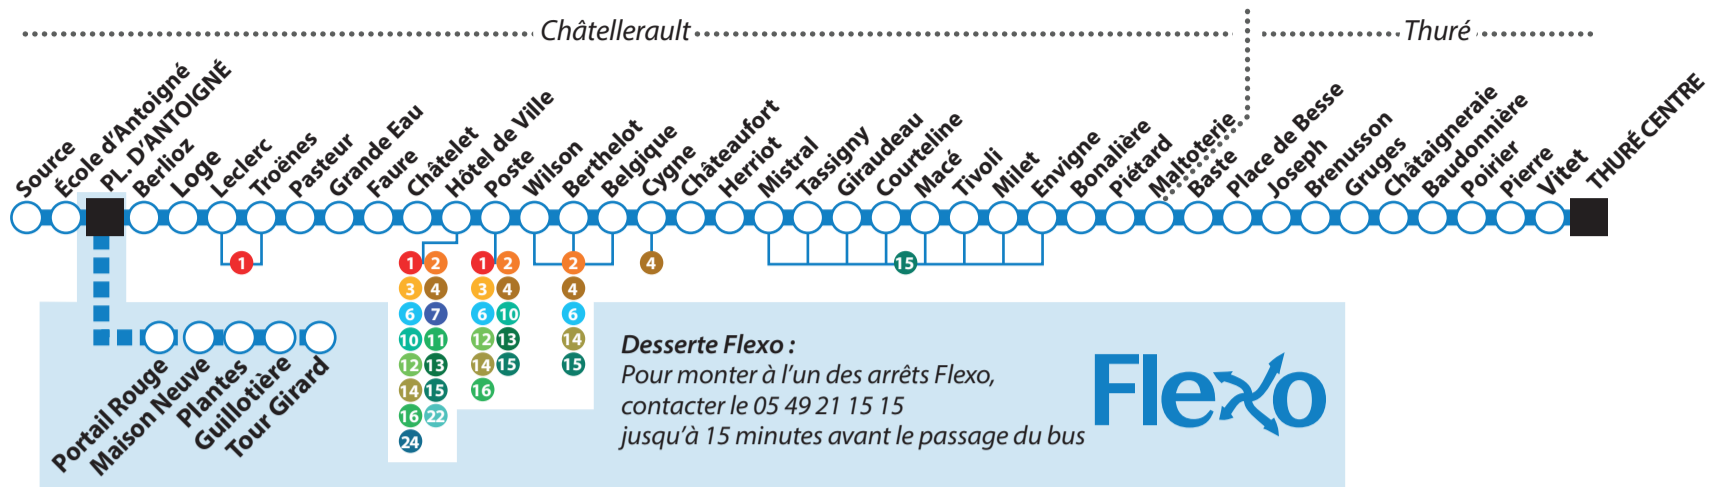 Châtellerault
Thuré
Source
École d'Antoigné
PL. D'ANTOIGNÉ
Berlioz
Loge
Leclerc
Troënes
Pasteur
Grande Eau
Faure
Châtelet
Hôtel de Ville
Poste
Wilson
Berthelot
Belgique
Cygne
Châteaufort
Herriot
Mistral
Tassigny
Giraudeau
Courteline
Macé
Tivoli
Milet
Envigne
Bonalière
Piétard
Maltoterie
Baste
Place de Besse
Joseph
Brenusson
Gruges
Châtaigneraie
Baudonnière
Poirier
Pierre
Vitet
THURÉ CENTRE
1
1 2
3 4
6 7
10 11
12 13
14 15
16 22
24
1 2
3 4
6 10
12 13
14 15
16
2
4
6
14
15
4
15
Portail Rouge
Maison Neuve
Plantes
Guillotière
Tour Girard
Desserte Flexo :
Pour monter à l'un des arrêts Flexo,
contacter le 05 49 21 15 15
jusqu'à 15 minutes avant le passage du bus
Flexo